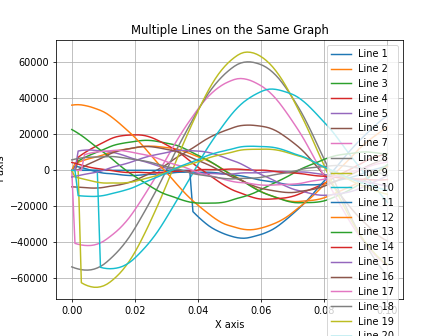 Multiple Lines on the Same Graph
60000
40000
20000
0
−20000
−40000
−60000
0.00
0.02
0.04
0.06
0.08
X axis
axis
Line 1
Line 2
Line 3
Line 4
Line 5
Line 6
Line 7
Line 8
Line 9
Line 10
Line 11
Line 12
Line 13
Line 14
Line 15
Line 16
Line 17
Line 18
Line 19
Line 20